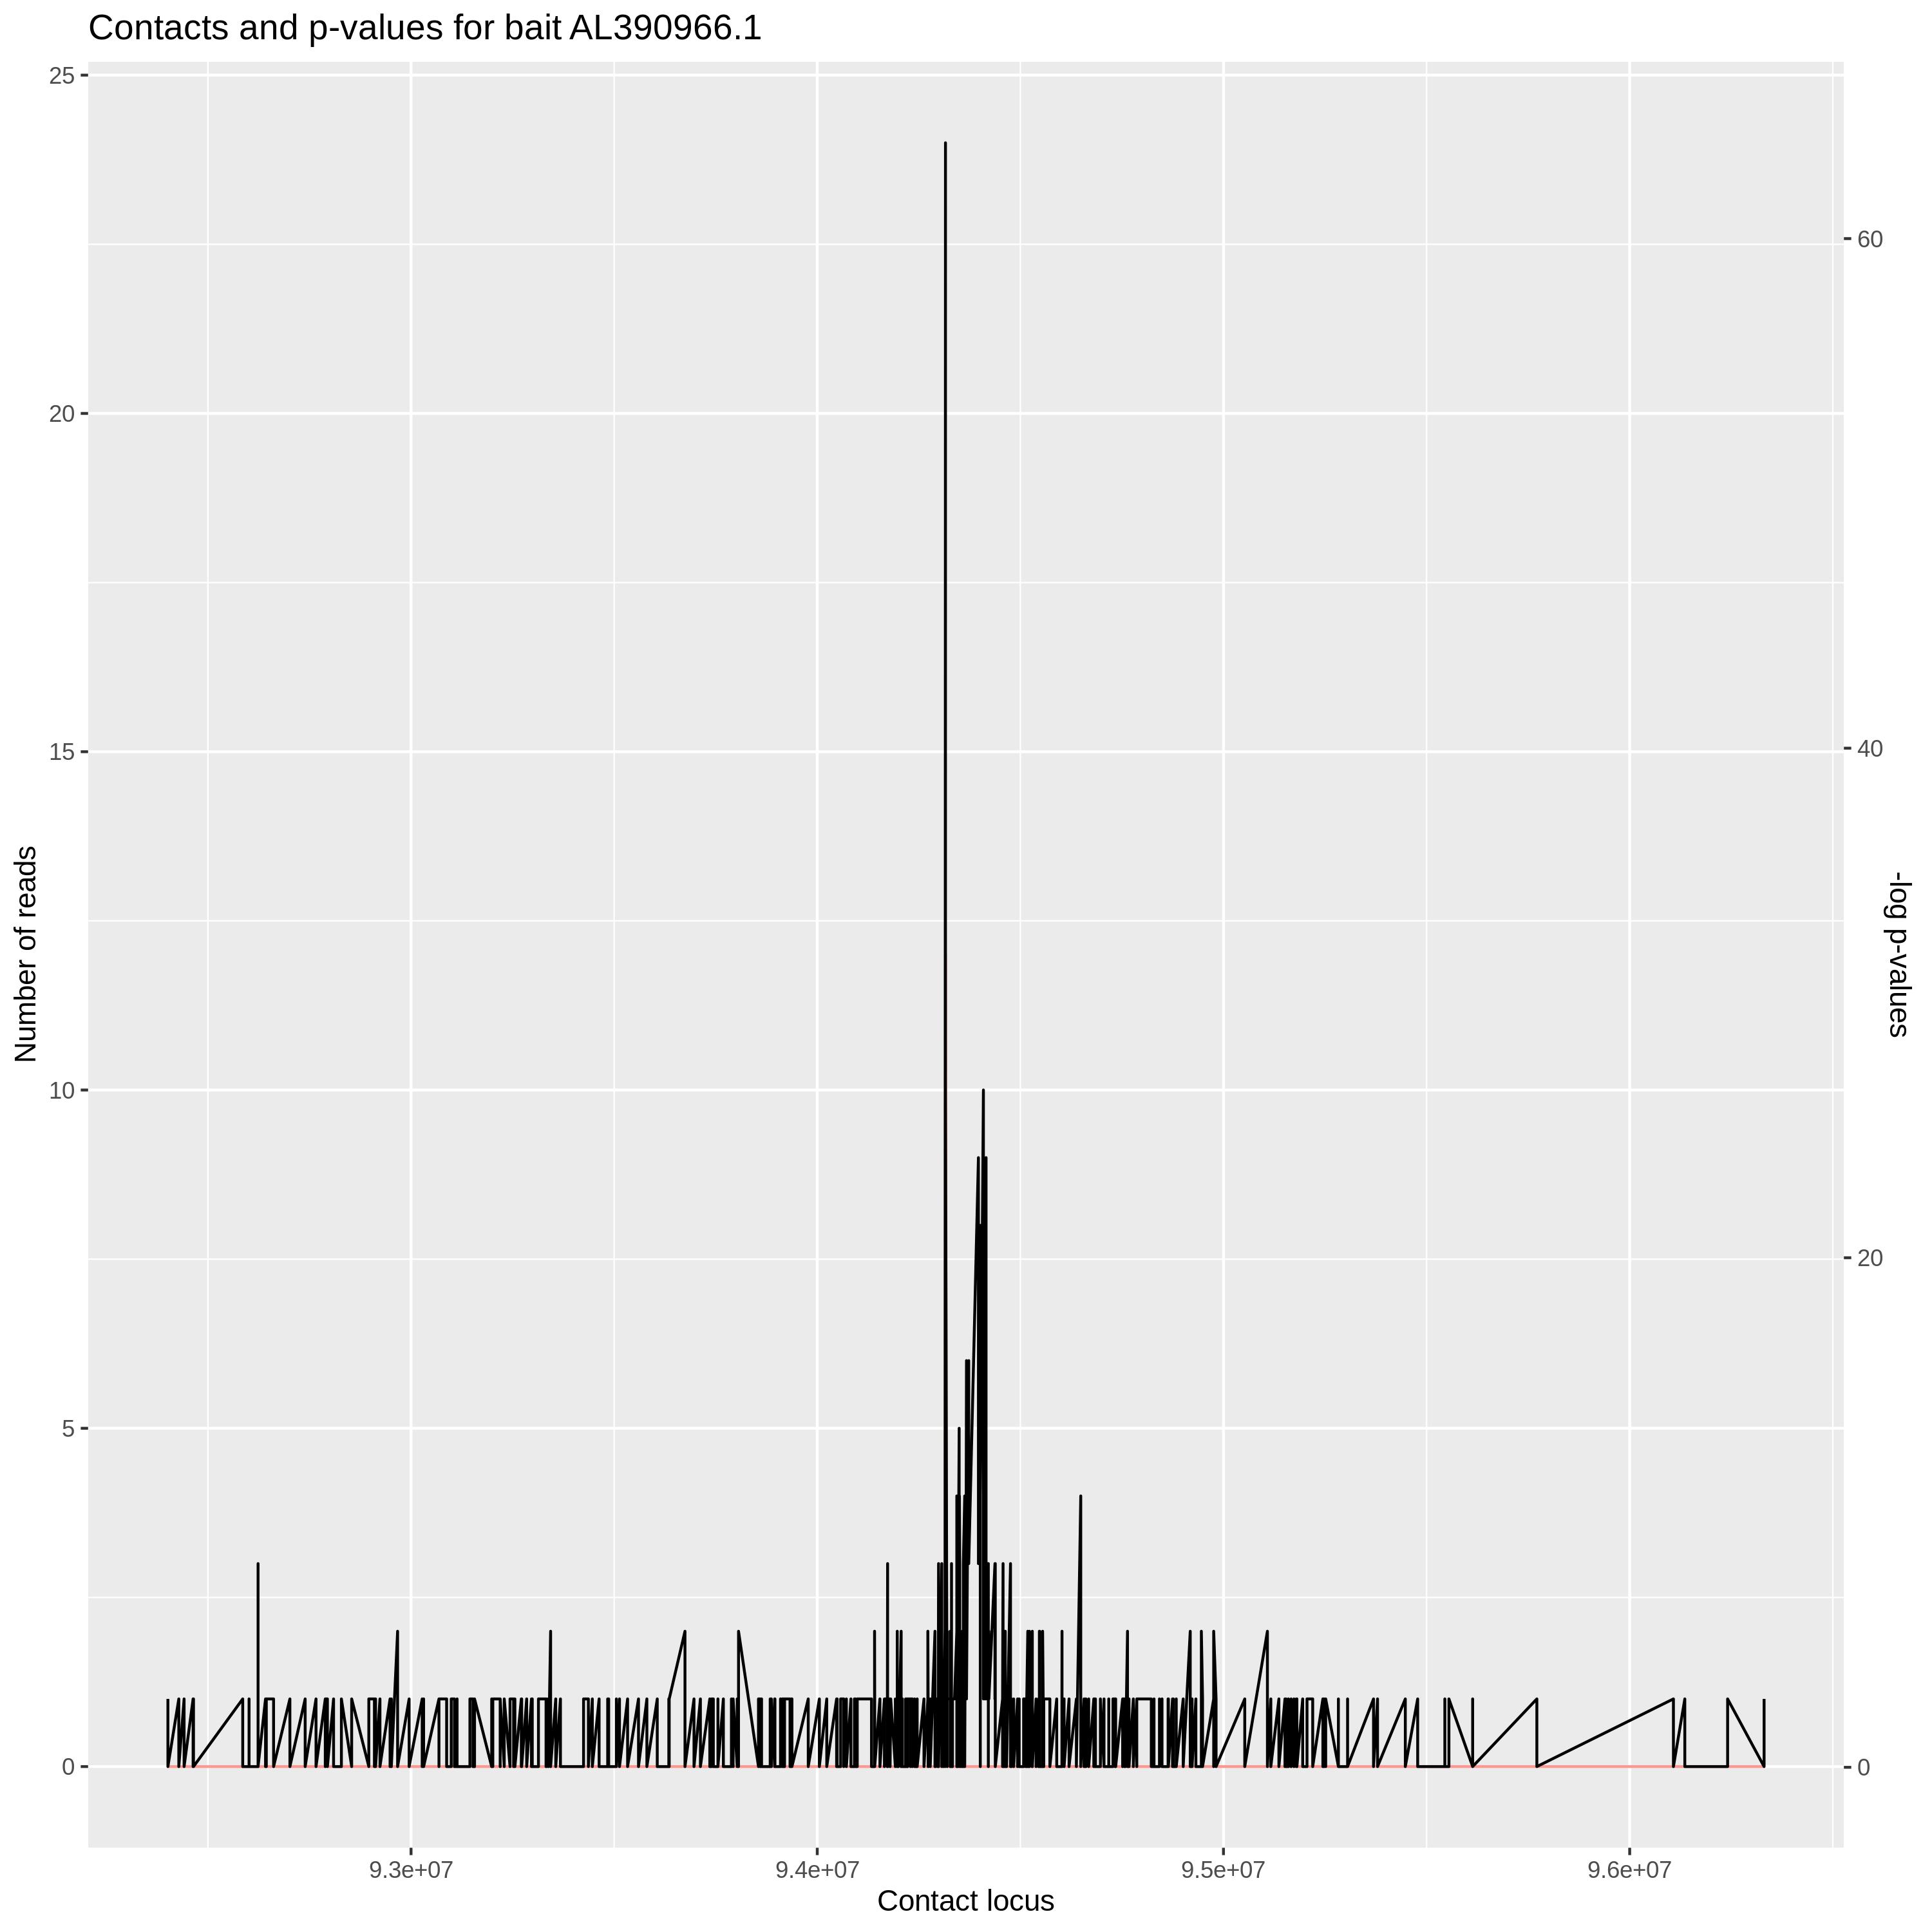 Contacts and p-values for bait AL390966.1
25
20
15
10
5
0
60
40
20
0
Number of reads
-log p-values
9.3e+07 9.4e+07 9.5e+07 9.6e+07
Contact locus